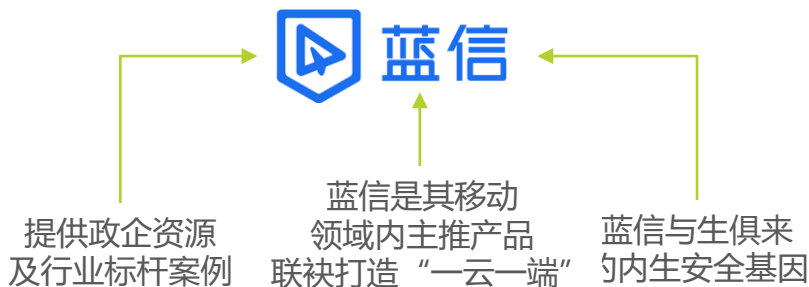 蓝信
提供政企资源
及行业标杆案例
蓝信是其移动
领域内主推产品
联袂打造“一云一端”
蓝信与生俱来
的内生安全基因